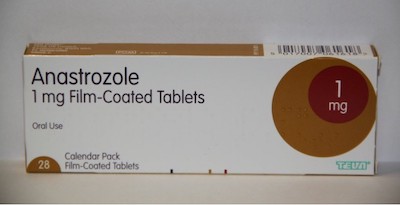 Anastrozole
1 mg Film-Coated Tablets
1
mg
Oral Use
28
Calendar Pack
Film-Coated Tablets
TEVA